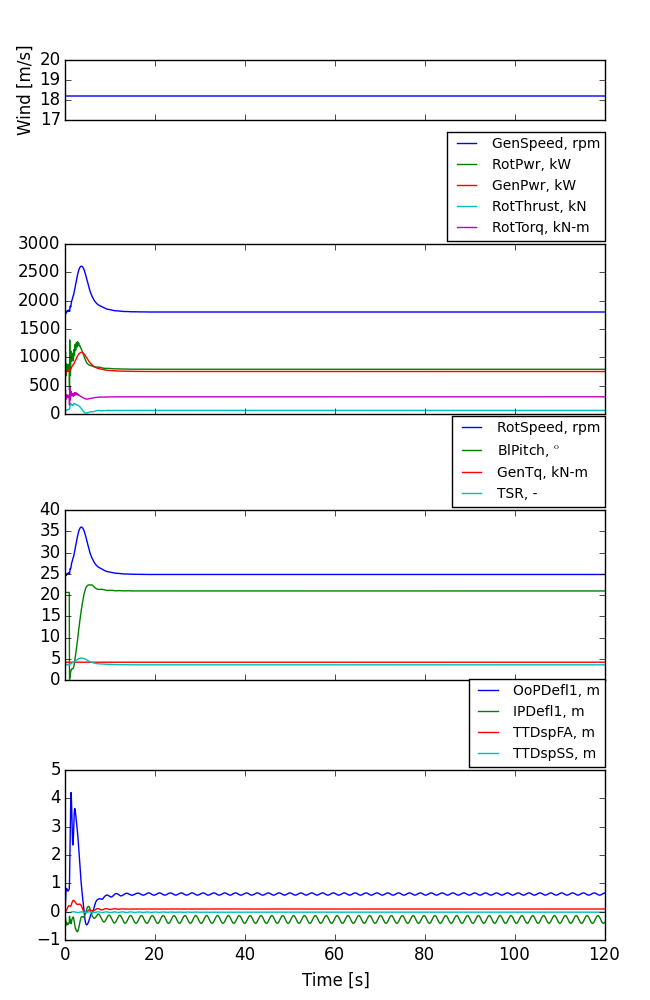 Wind [m/s]
20
19
18
17
GenSpeed, rpm
RotPwr, kW
GenPwr, kW
RotThrust, kN
RotTorq, kN-m
3000
2500
2000
1500
1000
500
0
RotSpeed, rpm
BlPitch, °
GenTq, kN-m
TSR, -
40
35
30
25
20
15
10
5
0
OoPDefl1, m
IPDefl1, m
TTDspFA, m
TTDspSS, m
5
4
3
2
1
0
−1
0 20 40 60 80 100 120
Time [s]